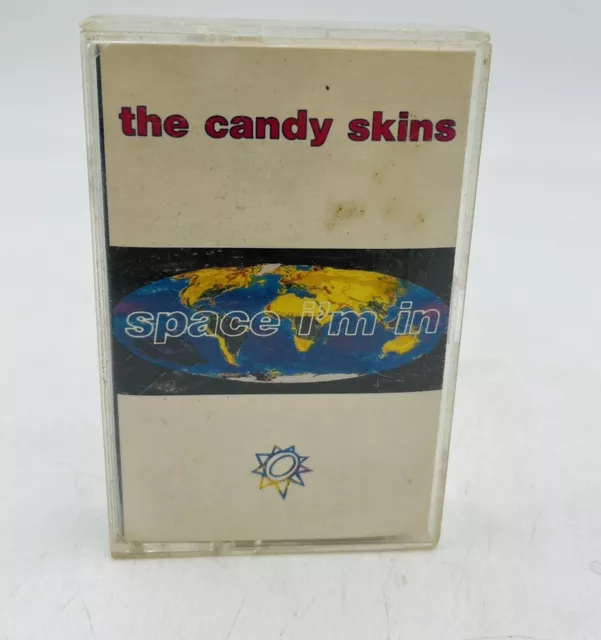 the candy skins
space i'm in